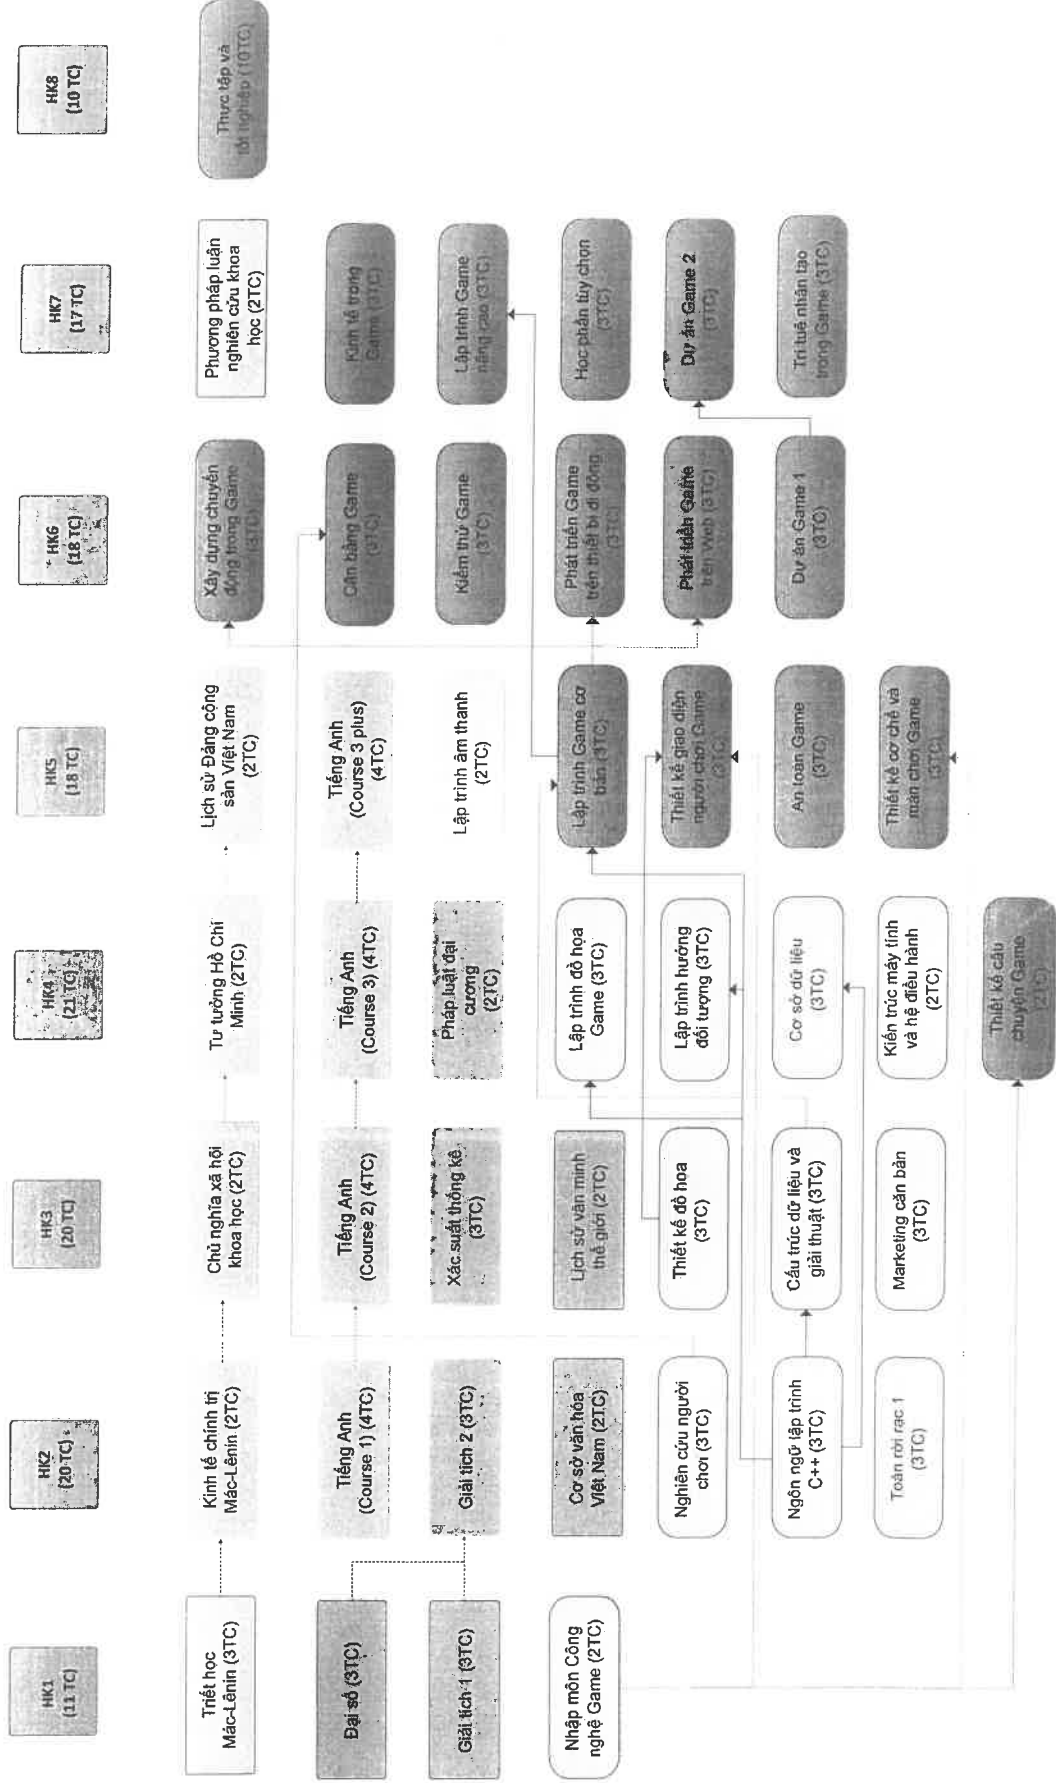 HK1
(11 TC)
Triết học
Mác-Lênin (3TC)
Đại số (3TC)
Giải tích 1 (3TC)
Nhập môn Công
nghệ Game (2TC)
HK2
(20 TC)
Kinh tế chính trị
Mác-Lênin (2TC)
Tiếng Anh
(Course 1) (4TC)
Giải tích 2 (3TC)
Cơ sở văn hóa
Việt Nam (2TC)
Nghiên cứu người
chơi (3TC)
Ngôn ngữ lập trình
C++ (3TC)
Toán rời rạc 1
(3TC)
HK3
(20 TC)
Chủ nghĩa xã hội
khoa học (2TC)
Tiếng Anh
(Course 2) (4TC)
Xác suất thống kê
(3TC)
Lịch sử văn minh
thế giới (2TC)
Thiết kế đồ họa
(3TC)
Cấu trúc dữ liệu và
giải thuật (3TC)
Marketing căn bản
(3TC)
HK4
(21 TC)
Tư tưởng Hồ Chí
Minh (2TC)
Tiếng Anh
(Course 3) (4TC)
Pháp luật đại
cương
(2TC)
Lập trình đồ họa
Game (3TC)
Lập trình hướng
đối tượng (3TC)
Cơ sở dữ liệu
(3TC)
Kiến trúc máy tính
và hệ điều hành
(2TC)
Thiết kế câu
chuyện Game
(2TC)
HK5
(18 TC)
Lịch sử Đảng cộng
sản Việt Nam
(2TC)
Tiếng Anh
(Course 3 plus)
(4TC)
Lập trình âm thanh
(2TC)
Lập trình Game cơ
bản (3TC)
Thiết kế giao diện
người chơi Game
(3TC)
An toàn Game
(3TC)
Thiết kế cơ chế và
màn chơi Game
(3TC)
HK6
(18 TC)
Xây dựng chuyển
động trong Game
(3TC)
Cân bằng Game
(3TC)
Kiểm thử Game
(3TC)
Phát triển Game
trên thiết bị di động
(3TC)
Phát triển Game
trên Web (3TC)
Dự án Game 1
(3TC)
HK7
(17 TC)
Phương pháp luận
nghiên cứu khoa
học (2TC)
Kinh tế trong
Game (3TC)
Lập trình Game
nâng cao (3TC)
Học phần tùy chọn
(3TC)
Dự án Game 2
(3TC)
Trí tuệ nhân tạo
trong Game (3TC)
HK8
(10 TC)
Thực tập và
tốt nghiệp (10TC)